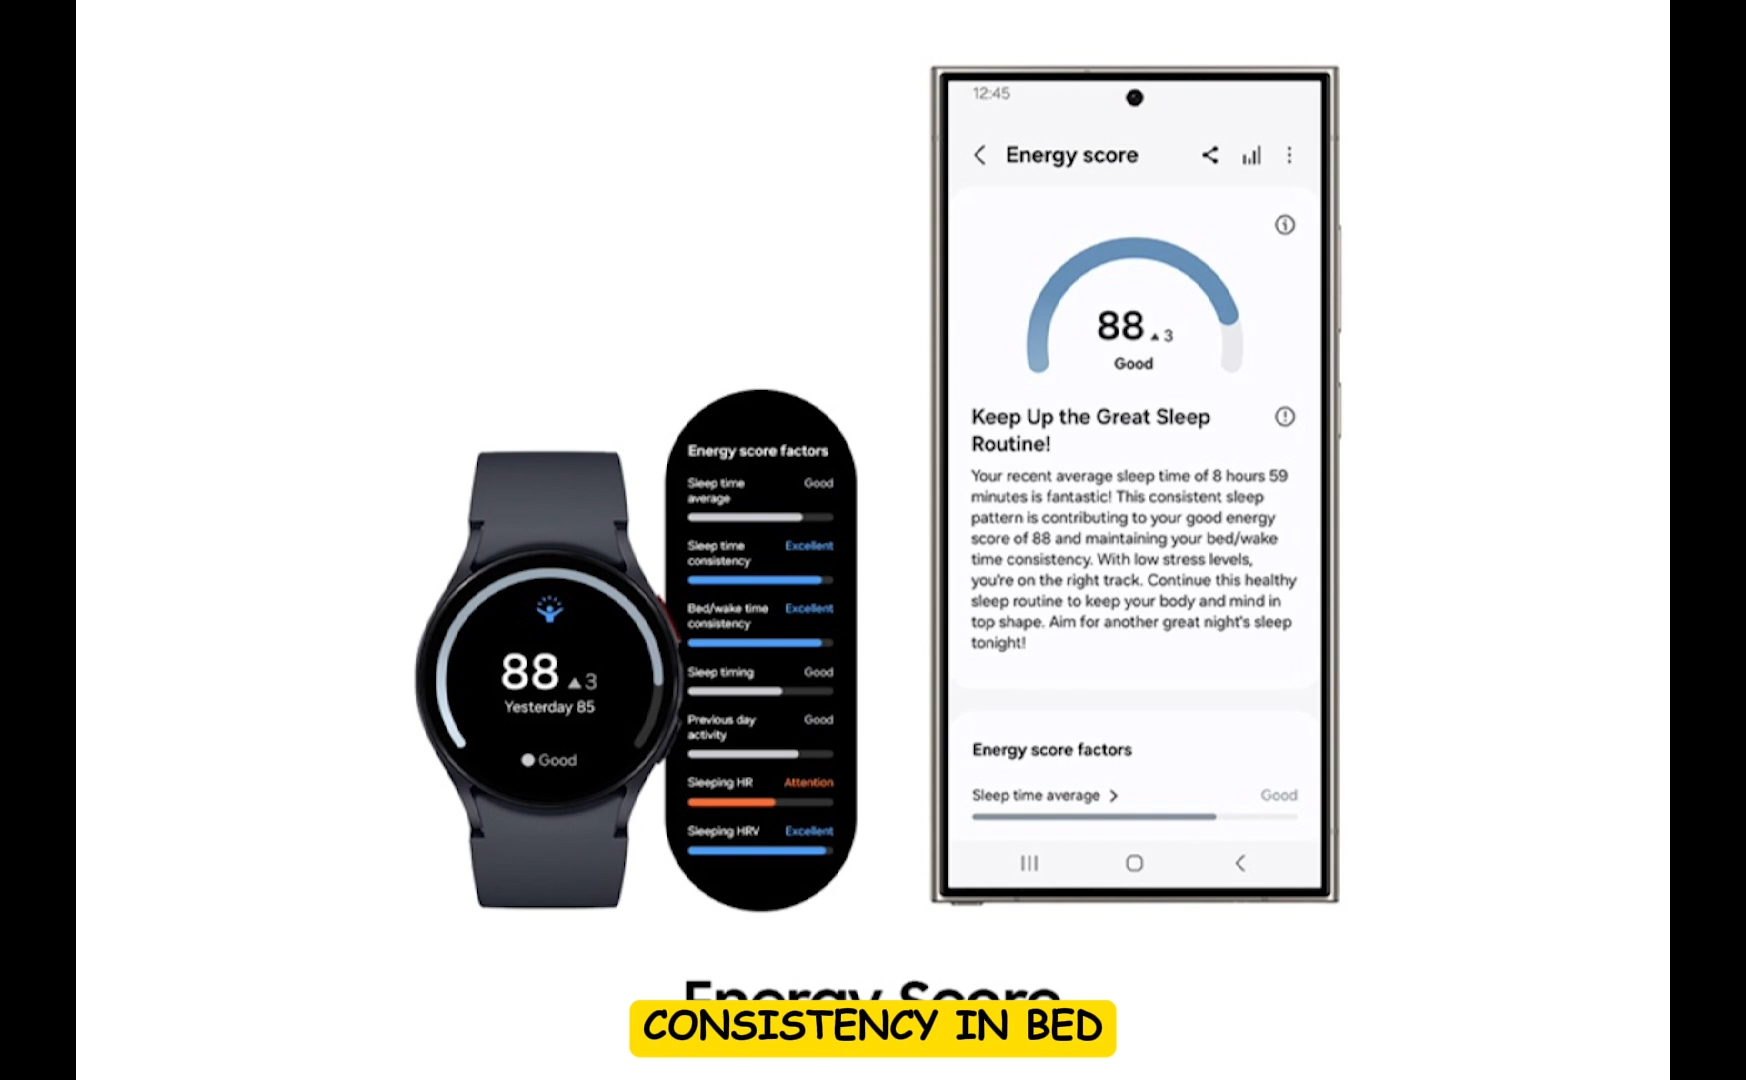 88 ▲3
Yesterday 85
Good
Energy score factors
Sleep time
average
Good
Sleep time
consistency
Excellent
Bed/wake time
consistency
Excellent
Sleep timing
Good
Previous day
activity
Good
Sleeping HR
Attention
Sleeping HRV
Excellent
12:45
Energy score
88 ▲3
Good
Keep Up the Great Sleep
Routine!
Your recent average sleep time of 8 hours 59
minutes is fantastic! This consistent sleep
pattern is contributing to your good energy
score of 88 and maintaining your bed/wake
time consistency. With low stress levels,
you're on the right track. Continue this healthy
sleep routine to keep your body and mind in
top shape. Aim for another great night's sleep
tonight!
Energy score factors
Sleep time average >
Good
Energy Score
CONSISTENCY IN BED